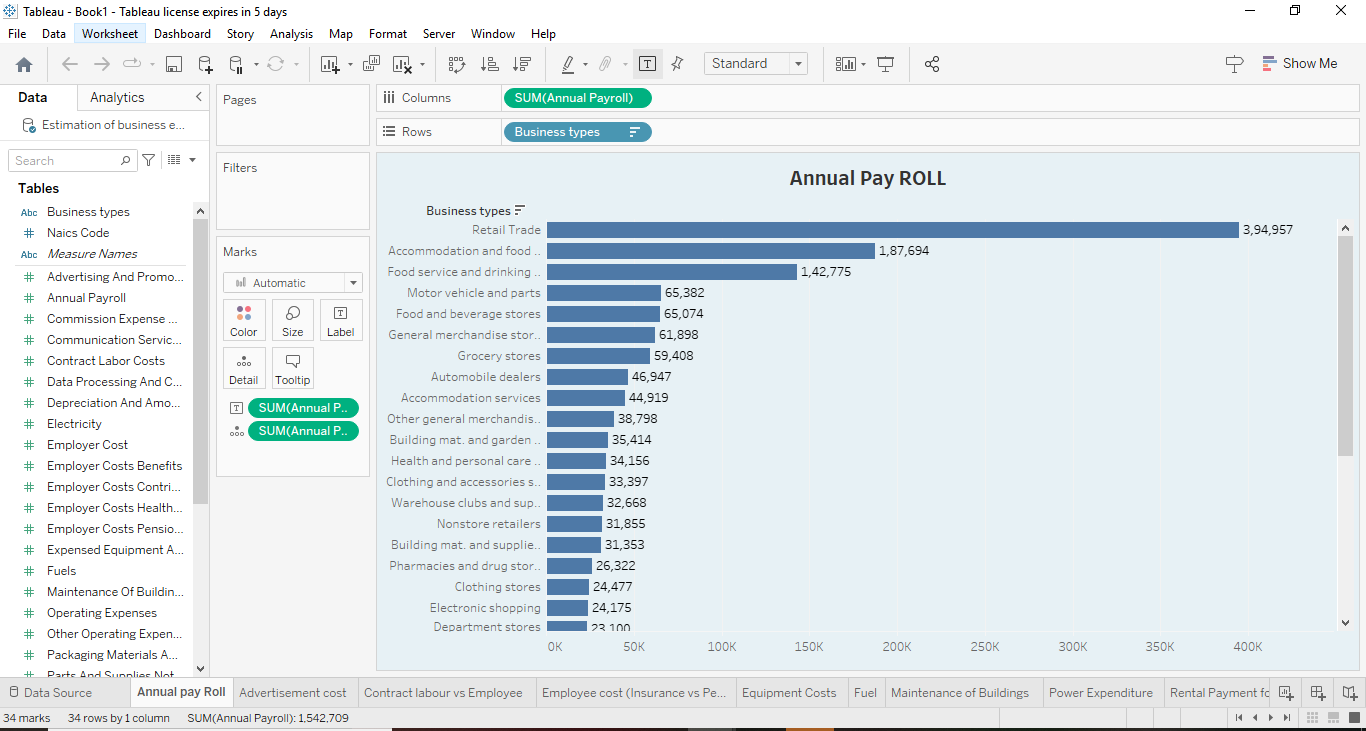 Tableau - Book1 - Tableau license expires in 5 days
File Data Worksheet Dashboard Story Analysis Map Format Server Window Help
Standard
Show Me
Data Analytics
Estimation of business e...
Search
Tables
Abc Business types
Naics Code
Abc Measure Names
Advertising And Promo...
Annual Payroll
Commission Expense ...
Communication Servic...
Contract Labor Costs
Data Processing And C...
Depreciation And Amo...
Electricity
Employer Cost
Employer Costs Benefits
Employer Costs Contri...
Employer Costs Health...
Employer Costs Pensio...
Expensed Equipment A...
Fuels
Maintenance Of Buildin...
Operating Expenses
Other Operating Expen...
Packaging Materials A...
Parts And Supplies Not
Pages
Filters
Marks
Automatic
Color Size Label
Detail Tooltip
SUM(Annual P..
SUM(Annual P..
Columns SUM(Annual Payroll)
Rows Business types
Annual Pay ROLL
Business types
Retail Trade 3,94,957
Accommodation and food .. 1,87,694
Food service and drinking .. 1,42,775
Motor vehicle and parts 65,382
Food and beverage stores 65,074
General merchandise stor.. 61,898
Grocery stores 59,408
Automobile dealers 46,947
Accommodation services 44,919
Other general merchandis.. 38,798
Building mat. and garden .. 35,414
Health and personal care .. 34,156
Clothing and accessories s.. 33,397
Warehouse clubs and sup.. 32,668
Nonstore retailers 31,855
Building mat. and supplie.. 31,353
Pharmacies and drug stor.. 26,322
Clothing stores 24,477
Electronic shopping 24,175
Department stores 23,100
0K 50K 100K 150K 200K 250K 300K 350K 400K
Data Source Annual pay Roll Advertisement cost Contract labour vs Employee Employee cost (Insurance vs Pe... Equipment Costs Fuel Maintenance of Buildings Power Expenditure Rental Payment fo
34 marks 34 rows by 1 column SUM(Annual Payroll): 1,542,709